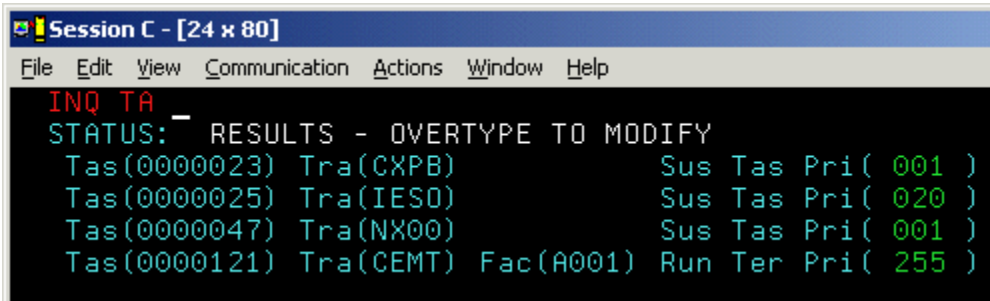 Session C - [24 x 80]
File Edit View Communication Actions Window Help
INQ TA _
STATUS: RESULTS - OVERTYPE TO MODIFY
Tas(0000023) Tra(CXPB) Sus Tas Pri( 001 )
Tas(0000025) Tra(IESO) Sus Tas Pri( 020 )
Tas(0000047) Tra(NX00) Sus Tas Pri( 001 )
Tas(0000121) Tra(CEMT) Fac(A001) Run Ter Pri( 255 )